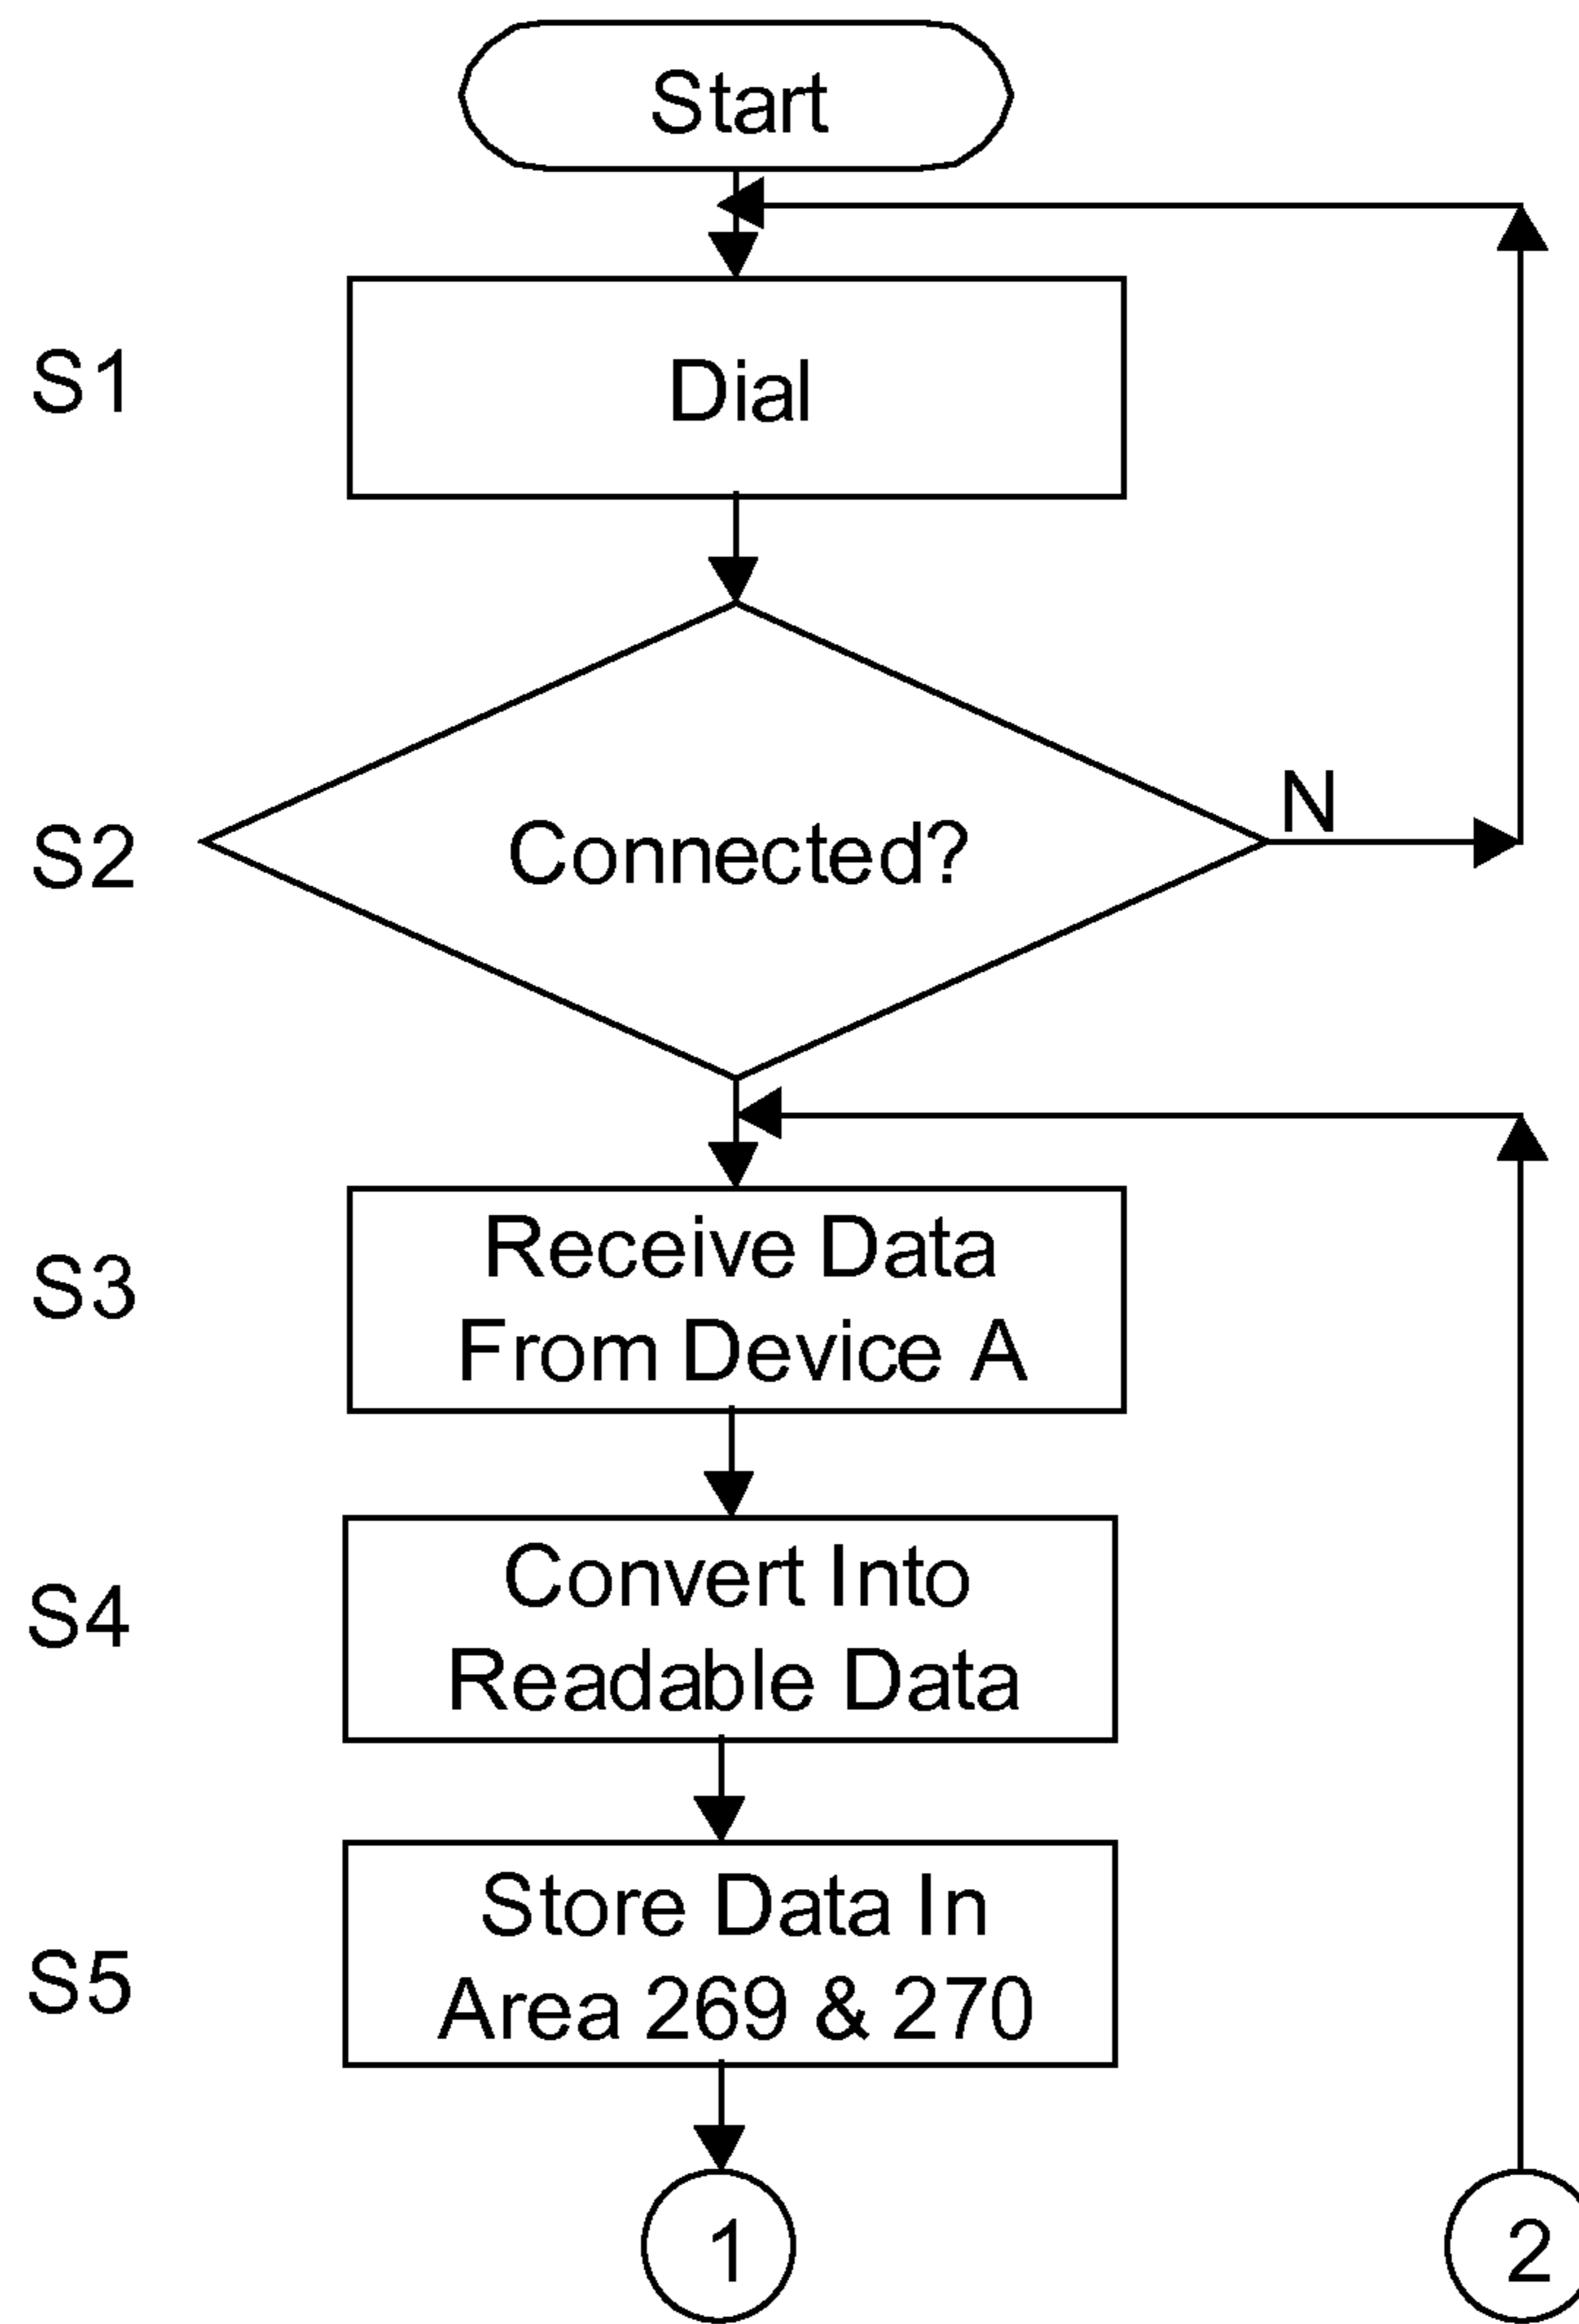 Start
S1
Dial
S2
Connected?
N
S3
Receive Data
From Device A
S4
Convert Into
Readable Data
S5
Store Data In
Area 269 & 270
1
2